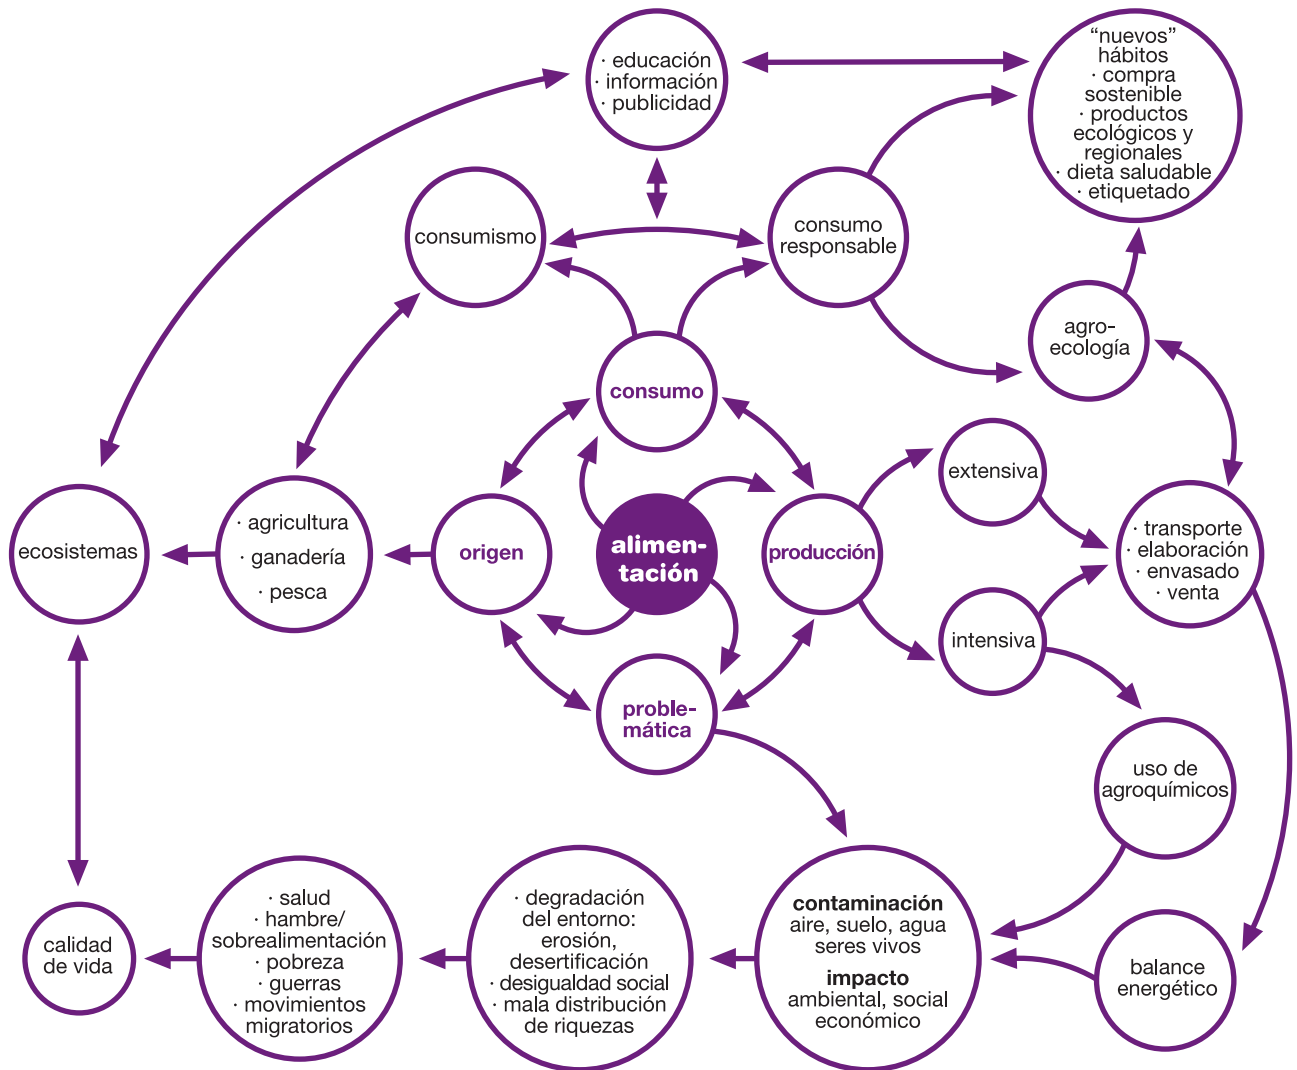 · educación
· información
· publicidad
“nuevos”
hábitos
· compra
sostenible
· productos
ecológicos y
regionales
· dieta saludable
· etiquetado
consumismo
consumo
responsable
agro-
ecología
consumo
extensiva
ecosistemas
· agricultura
· ganadería
· pesca
origen
alimen-
tación
producción
· transporte
· elaboración
· envasado
· venta
intensiva
proble-
mática
uso de
agroquímicos
calidad
de vida
· salud
· hambre/
sobrealimentación
· pobreza
· guerras
· movimientos
migratorios
· degradación
del entorno:
erosión,
desertificación
· desigualdad social
· mala distribución
de riquezas
contaminación
aire, suelo, agua
seres vivos
impacto
ambiental, social
económico
balance
energético